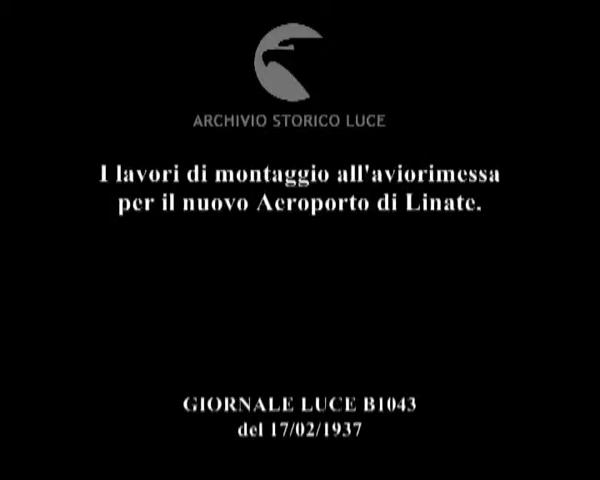 ARCHIVIO STORICO LUCE
I lavori di montaggio all'aviorimessa
per il nuovo Aeroporto di Linate.
GIORNALE LUCE B1043
del 17/02/1937